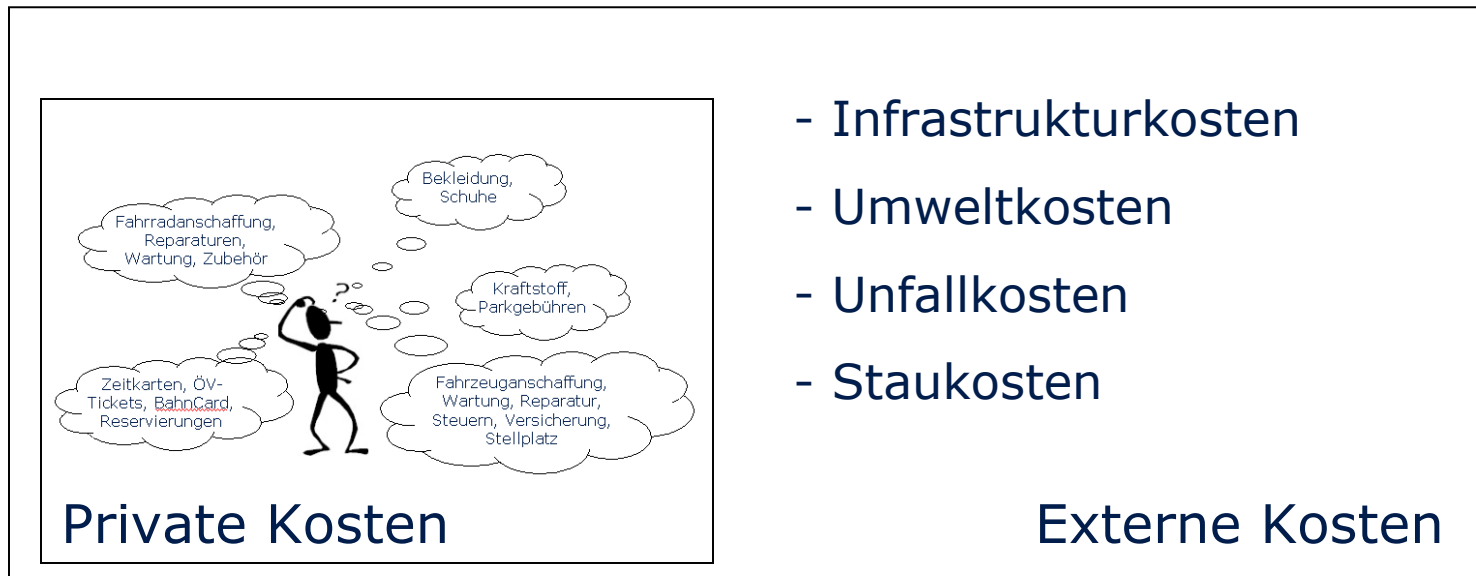 Bekleidung,
Schuhe
Fahrradanschaffung,
Reparaturen,
Wartung, Zubehör
?
Kraftstoff,
Parkgebühren
Zeitkarten, ÖV-
Tickets, BahnCard,
Reservierungen
Fahrzeuganschaffung,
Wartung, Reparatur,
Steuern, Versicherung,
Stellplatz
Private Kosten
- Infrastrukturkosten
- Umweltkosten
- Unfallkosten
- Staukosten
Externe Kosten